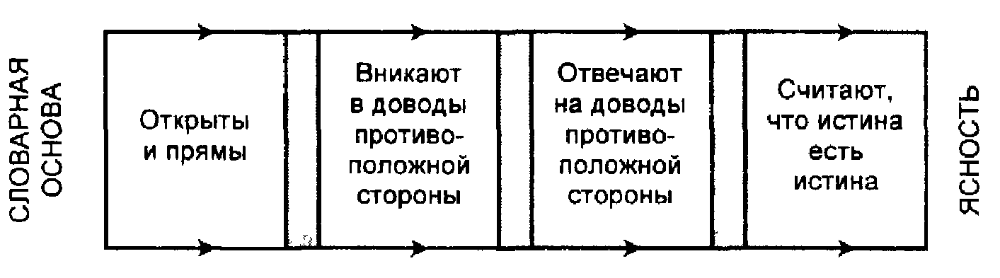 СЛОВАРНАЯ
ОСНОВА
Открыты
и прямы
Вникают
в доводы
противо-
положной
стороны
Отвечают
на доводы
противо-
положной
стороны
Считают,
что истина
есть
истина
ЯСНОСТЬ